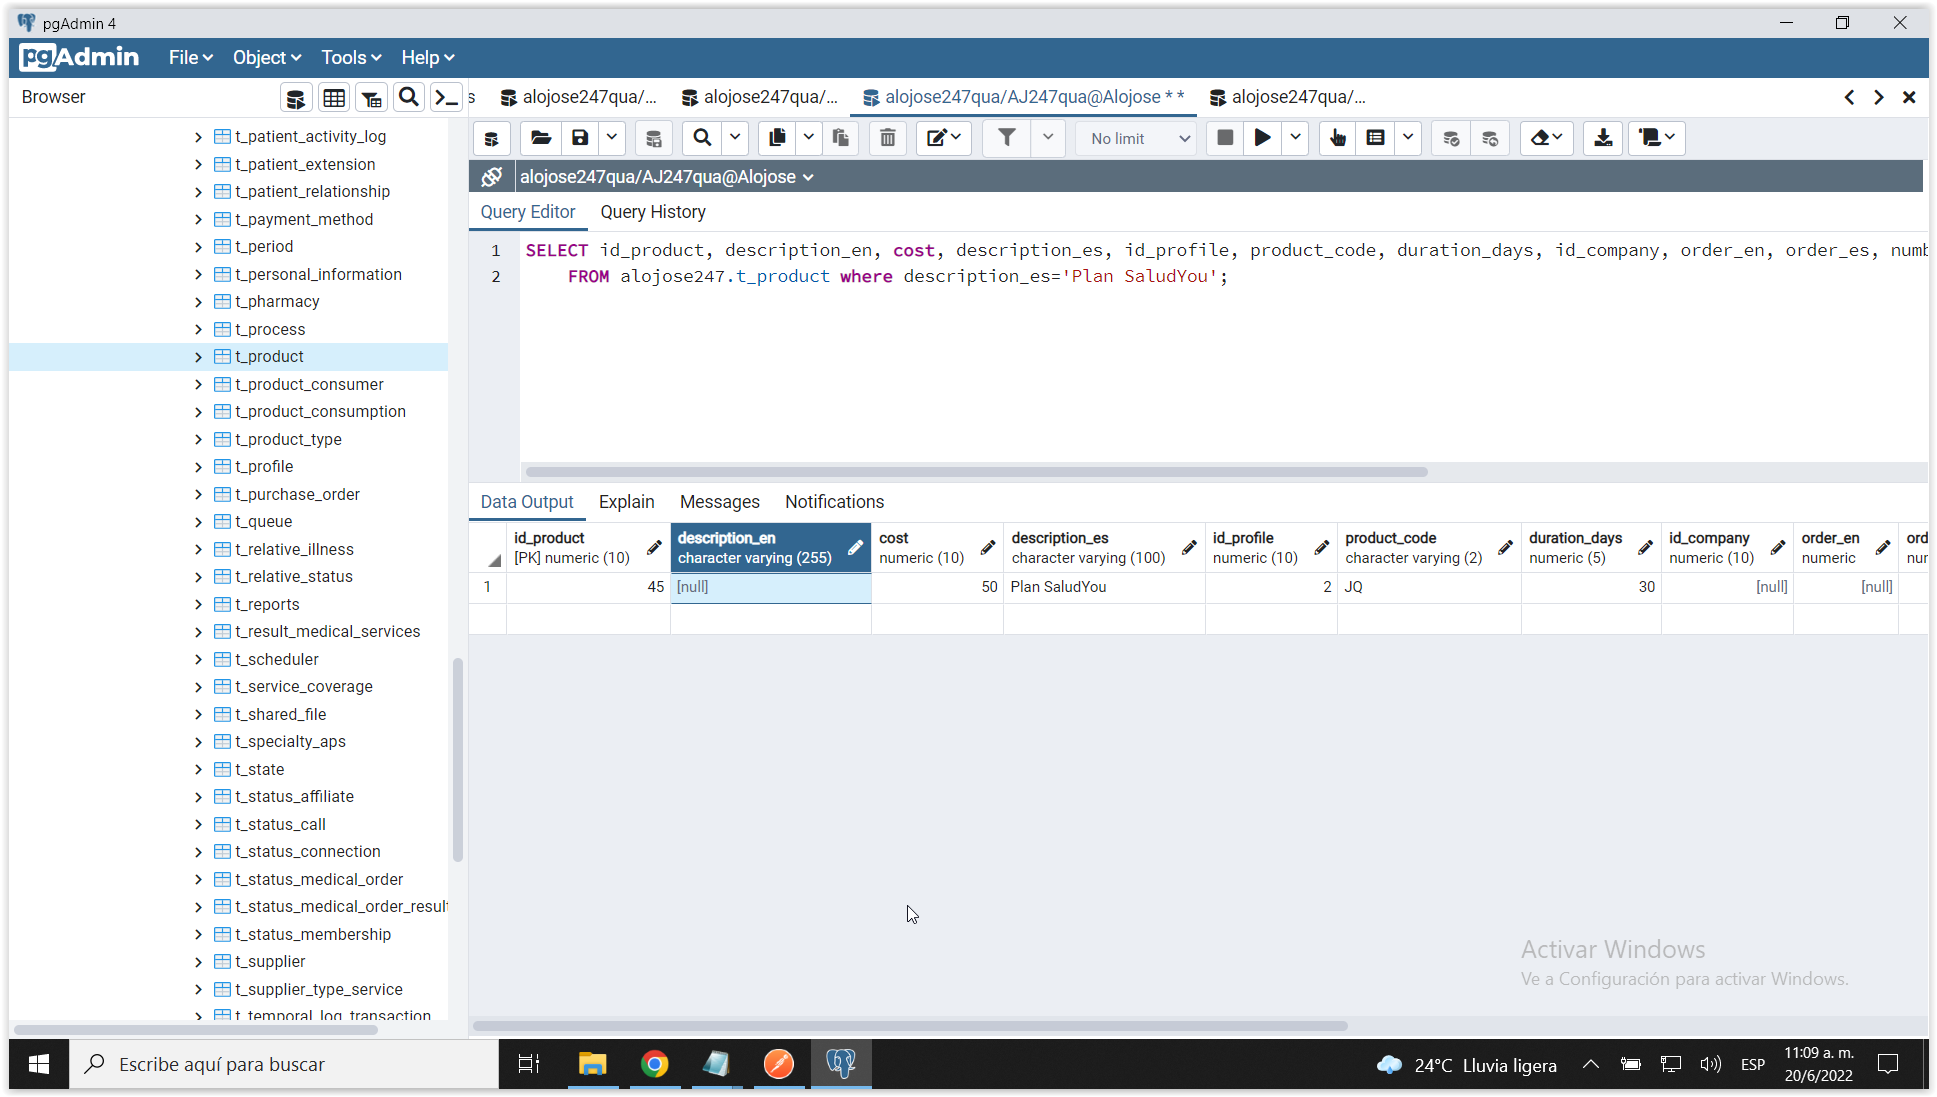 pgAdmin 4
pgAdmin File Object Tools Help
Browser
s alojose247qua/... alojose247qua/... alojose247qua/AJ247qua@Alojose * * alojose247qua/...
No limit
alojose247qua/AJ247qua@Alojose
Query Editor Query History
1 SELECT id_product, description_en, cost, description_es, id_profile, product_code, duration_days, id_company, order_en, order_es, numb
2 FROM alojose247.t_product where description_es='Plan SaludYou';
t_patient_activity_log
t_patient_extension
t_patient_relationship
t_payment_method
t_period
t_personal_information
t_pharmacy
t_process
t_product
t_product_consumer
t_product_consumption
t_product_type
t_profile
t_purchase_order
t_queue
t_relative_illness
t_relative_status
t_reports
t_result_medical_services
t_scheduler
t_service_coverage
t_shared_file
t_specialty_aps
t_state
t_status_affiliate
t_status_call
t_status_connection
t_status_medical_order
t_status_medical_order_result
t_status_membership
t_supplier
t_supplier_type_service
t_temporal_log_transaction
Data Output Explain Messages Notifications
id_product description_en cost description_es id_profile product_code duration_days id_company order_en ord
[PK] numeric (10) character varying (255) numeric (10) character varying (100) numeric (10) character varying (2) numeric (5) numeric (10) numeric nun
1 45 [null] 50 Plan SaludYou 2 JQ 30 [null] [null]
Activar Windows
Ve a Configuración para activar Windows.
Escribe aquí para buscar
24°C Lluvia ligera ESP
11:09 a. m.
20/6/2022